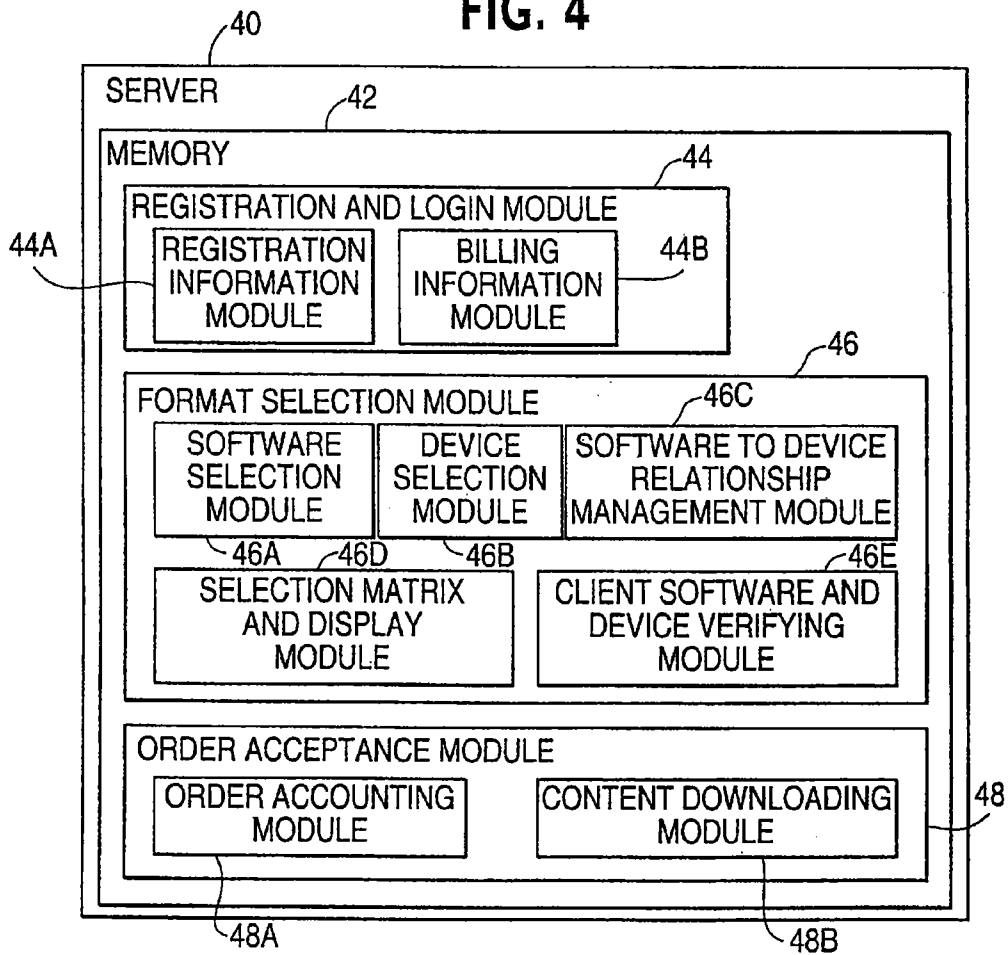 FIG. 4
40
SERVER
42
MEMORY
44
REGISTRATION AND LOGIN MODULE
44A
REGISTRATION
INFORMATION
MODULE
BILLING
INFORMATION
MODULE
44B
46
FORMAT SELECTION MODULE
46C
SOFTWARE
SELECTION
MODULE
DEVICE
SELECTION
MODULE
SOFTWARE TO DEVICE
RELATIONSHIP
MANAGEMENT MODULE
46A
46D
46B
46E
SELECTION MATRIX
AND DISPLAY
MODULE
CLIENT SOFTWARE AND
DEVICE VERIFYING
MODULE
ORDER ACCEPTANCE MODULE
ORDER ACCOUNTING
MODULE
CONTENT DOWNLOADING
MODULE
48
48A
48B